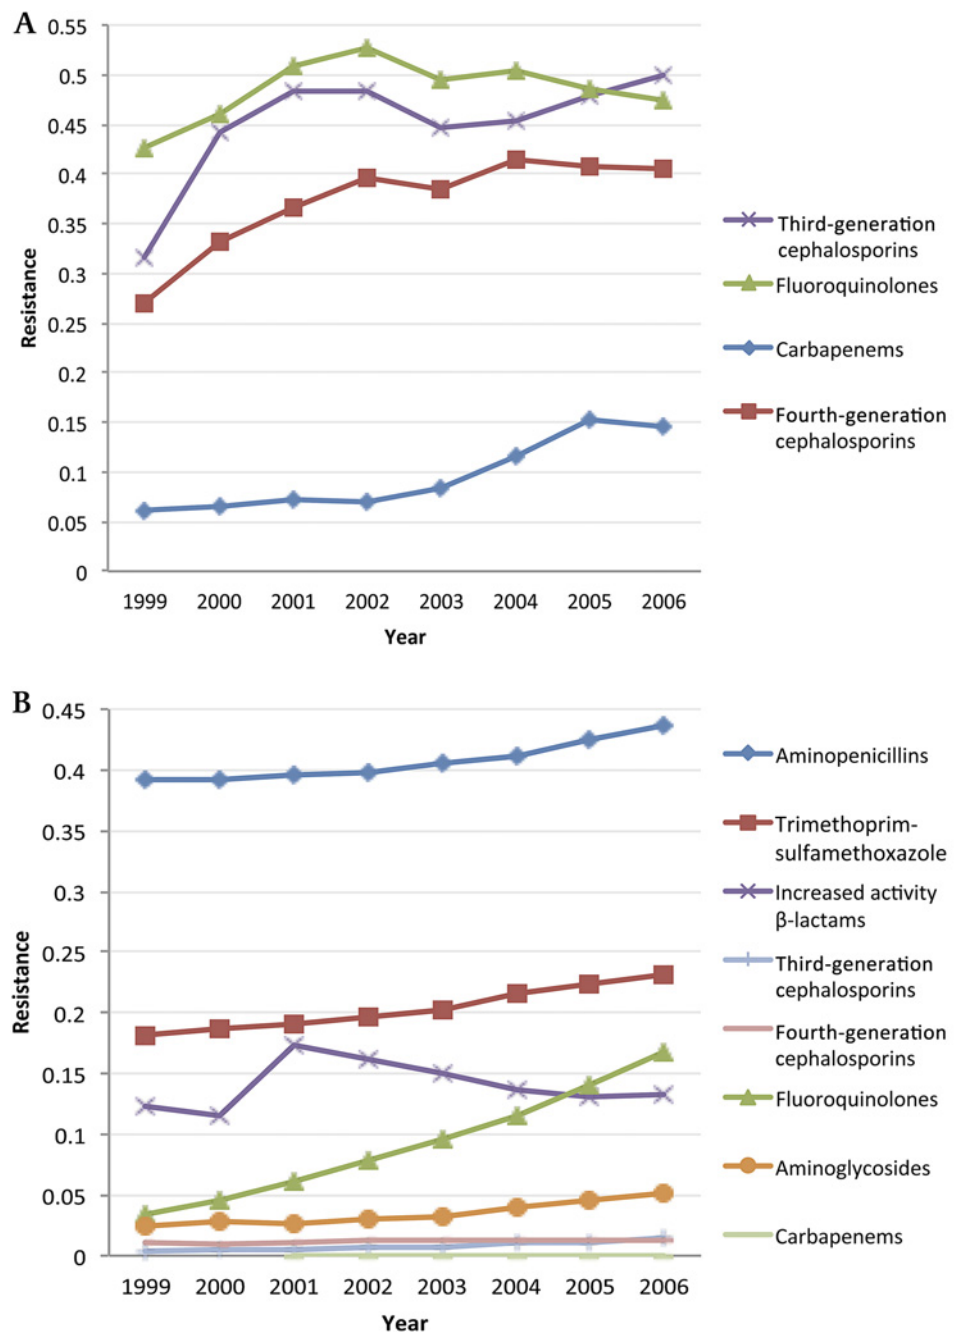 A
0.55
0.5
0.45
0.4
0.35
0.3
0.25
0.2
0.15
0.1
0.05
0
Resistance
1999 2000 2001 2002 2003 2004 2005 2006
Year
Third-generation
cephalosporins
Fluoroquinolones
Carbapenems
Fourth-generation
cephalosporins
B
0.45
0.4
0.35
0.3
0.25
0.2
0.15
0.1
0.05
0
Resistance
1999 2000 2001 2002 2003 2004 2005 2006
Year
Aminopenicillins
Trimethoprim-
sulfamethoxazole
Increased activity
β-lactams
Third-generation
cephalosporins
Fourth-generation
cephalosporins
Fluoroquinolones
Aminoglycosides
Carbapenems